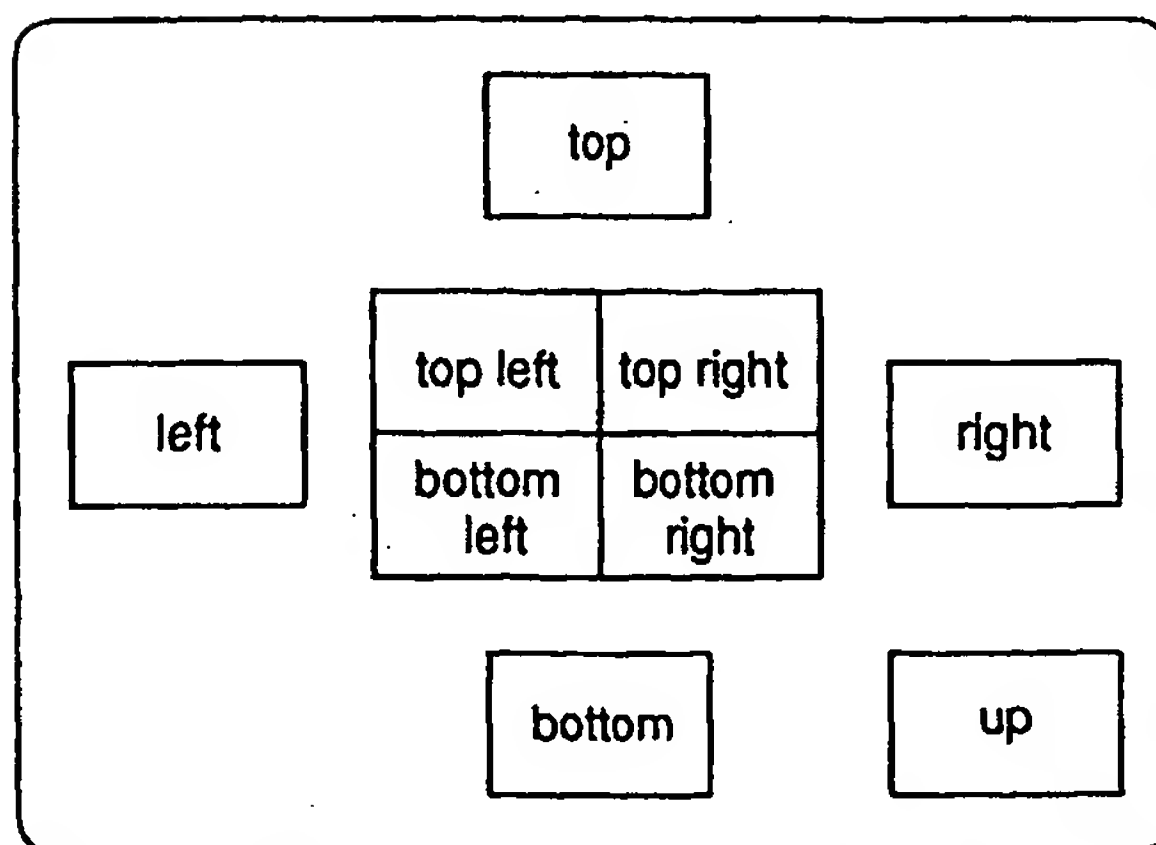 top
top left
top right
left
right
bottom
left
bottom
right
bottom
up